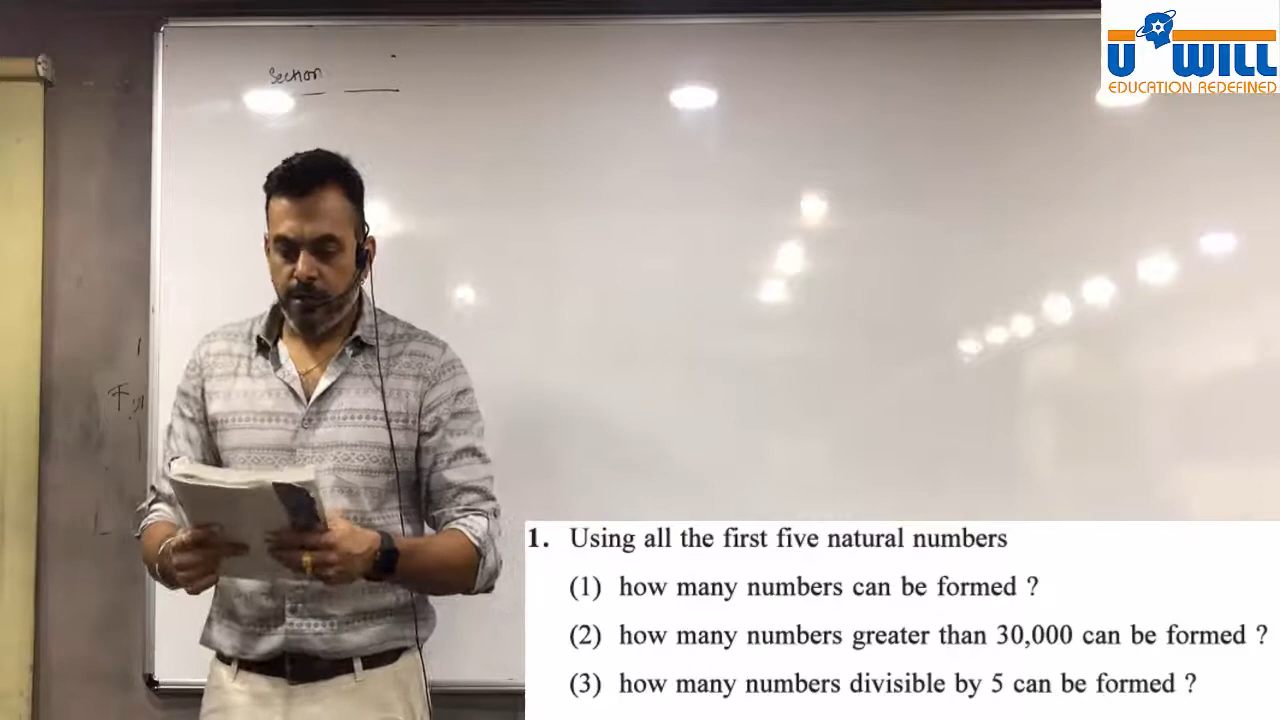 Section
U WILL
EDUCATION REDEFINED
1. Using all the first five natural numbers
(1) how many numbers can be formed ?
(2) how many numbers greater than 30,000 can be formed ?
(3) how many numbers divisible by 5 can be formed ?